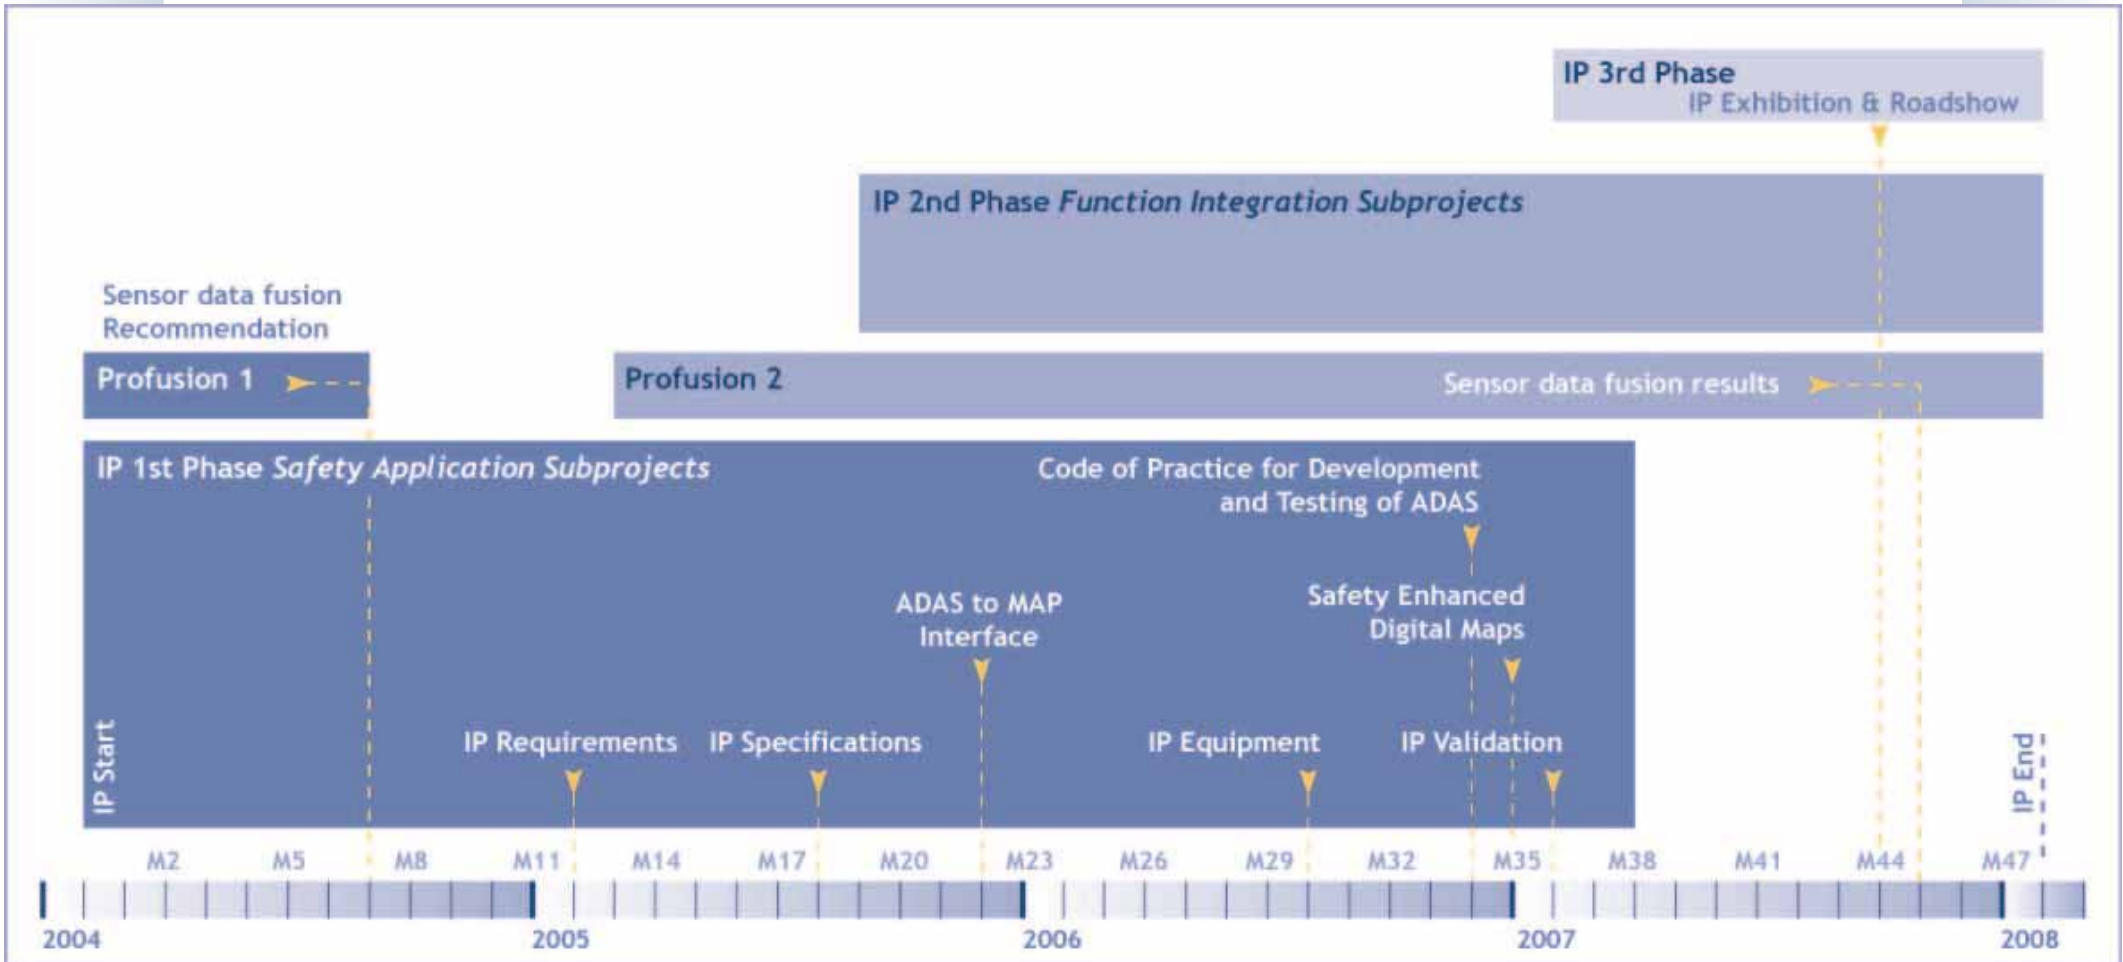 IP 3rd Phase
IP Exhibition & Roadshow
IP 2nd Phase Function Integration Subprojects
Sensor data fusion
Recommendation
Profusion 1
Profusion 2
Sensor data fusion results
IP 1st Phase Safety Application Subprojects
Code of Practice for Development
and Testing of ADAS
ADAS to MAP
Interface
Safety Enhanced
Digital Maps
IP Start
IP Requirements
IP Specifications
IP Equipment
IP Validation
IP End
M2 M5 M8 M11 M14 M17 M20 M23 M26 M29 M32 M35 M38 M41 M44 M47
2004 2005 2006 2007 2008